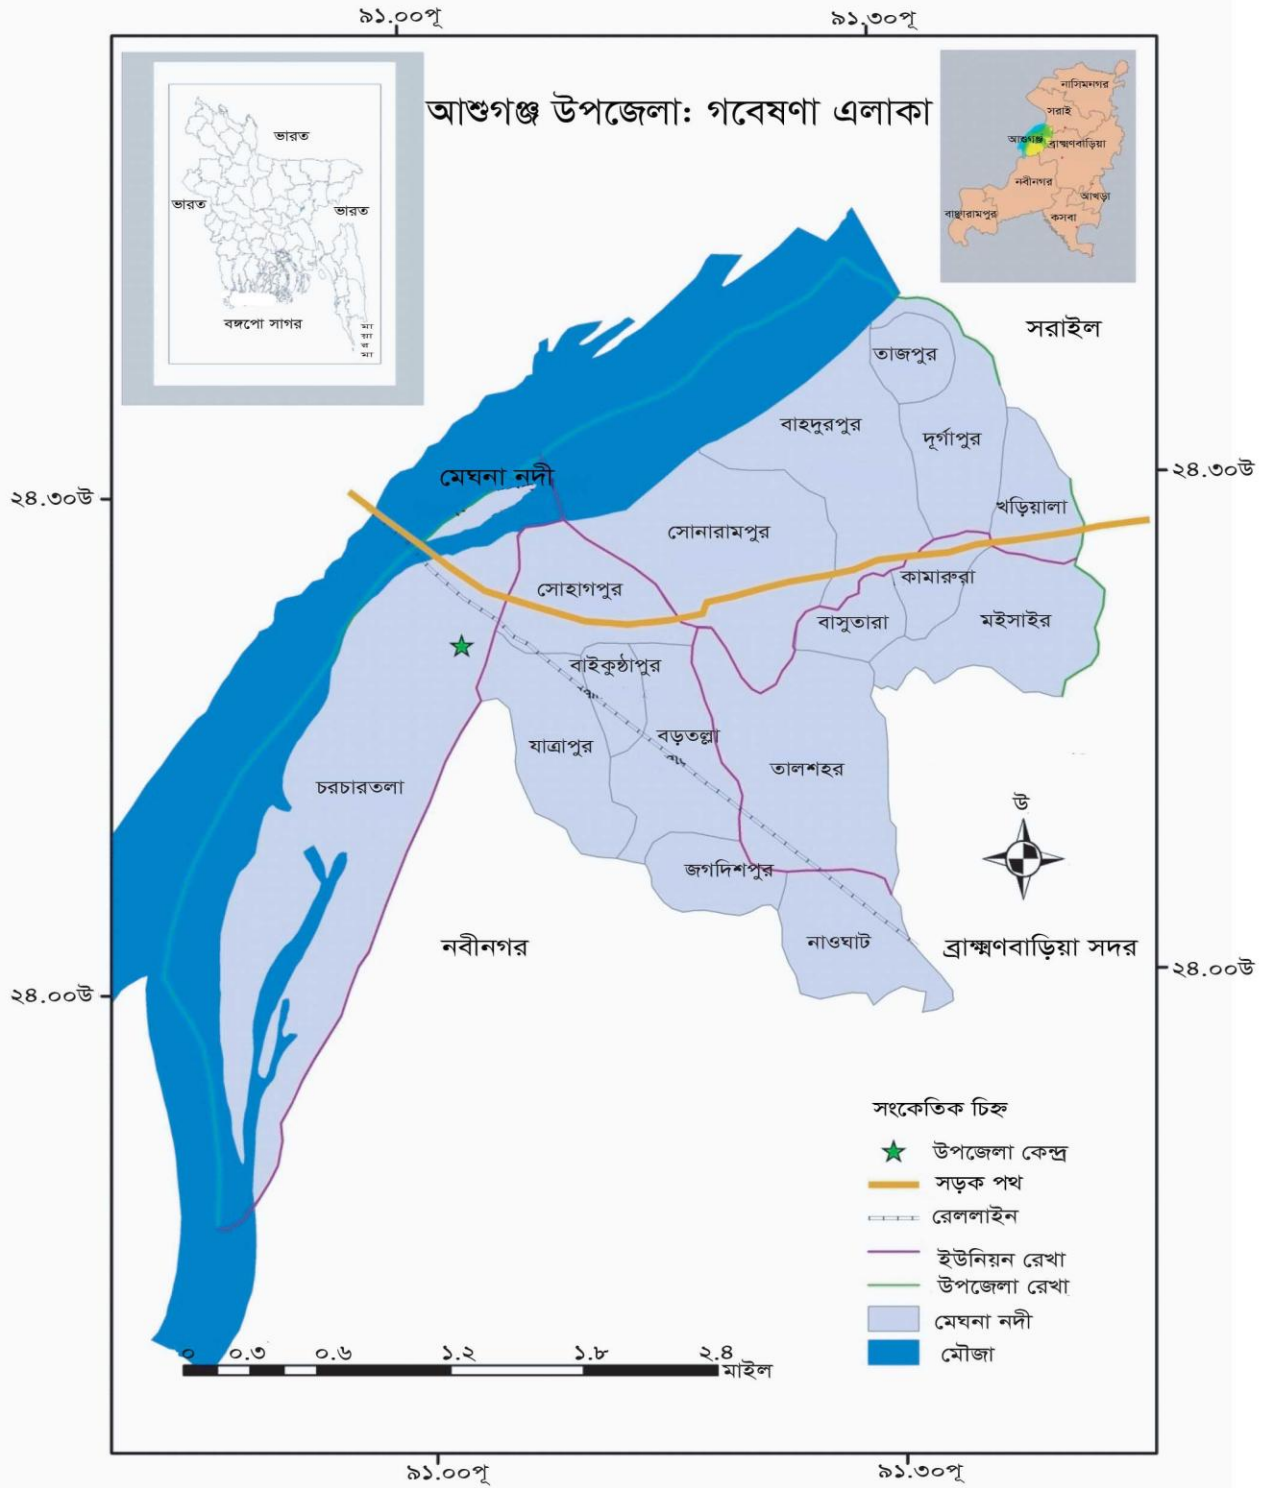 ৯১.০০পূ
৯১.৩০পূ
আশুগঞ্জ উপজেলা: গবেষণা এলাকা
ভারত
ভারত
ভারত
বঙ্গপো সাগর
মা
য়া
র
মা
নাসিমনগর
সরাই
আশুগঞ্জ
ব্রাহ্মণবাড়িয়া
নবীনগর
আখড়া
বাঞ্ছারামপুর
কসবা
সরাইল
তাজপুর
বাহদুরপুর
দূর্গাপুর
মেঘনা নদী
২৪.৩০উ
২৪.৩০উ
খড়িয়ালা
সোনারামপুর
সোহাগপুর
কামারুরা
বাসুতারা
মইসাইর
বাইকুন্ঠাপুর
যাত্রাপুর
বড়তল্লা
তালশহর
চরচারতলা
উ
জগদিশপুর
নবীনগর
নাওঘাট
ব্রাক্ষ্মণবাড়িয়া সদর
২৪.০০উ
২৪.০০উ
সংকেতিক চিহ্ন
উপজেলা কেন্দ্র
সড়ক পথ
রেললাইন
ইউনিয়ন রেখা
উপজেলা রেখা
মেঘনা নদী
মৌজা
০ ০.৩ ০.৬ ১.২ ১.৮ ২.৪
মাইল
৯১.০০পূ
৯১.৩০পূ